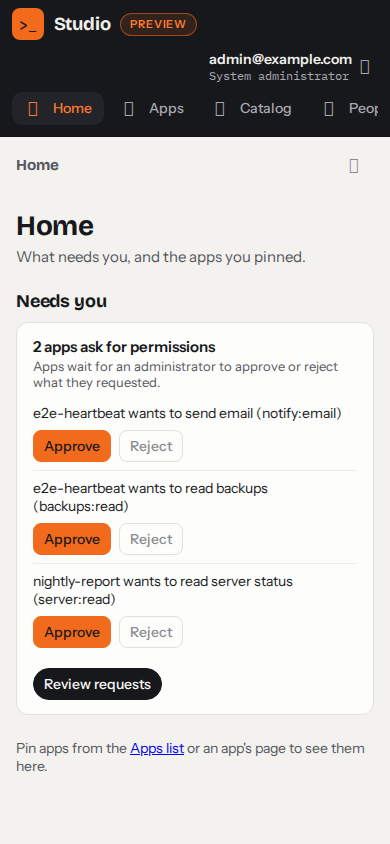 >_ Studio PREVIEW
admin@example.com
System administrator
Home Apps Catalog
Home
Home
What needs you, and the apps you pinned.
Needs you
2 apps ask for permissions
Apps wait for an administrator to approve or reject
what they requested.
e2e-heartbeat wants to send email (notify:email)
Approve Reject
e2e-heartbeat wants to read backups
(backups:read)
Approve Reject
nightly-report wants to read server status
(server:read)
Approve Reject
Review requests
Pin apps from the Apps list or an app's page to see them
here.